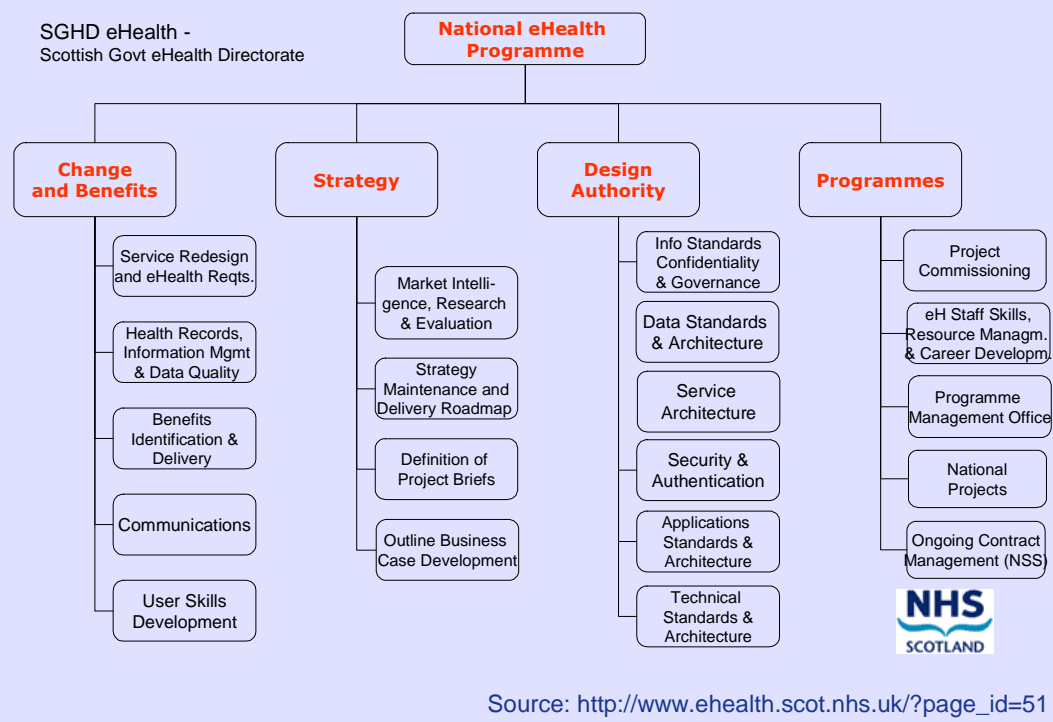 SGHD eHealth -
Scottish Govt eHealth Directorate
National eHealth
Programme
Change
and Benefits
Strategy
Design
Authority
Programmes
Service Redesign
and eHealth Reqts.
Health Records,
Information Mgmt
& Data Quality
Benefits
Identification &
Delivery
Communications
User Skills
Development
Market Intelli-
gence, Research
& Evaluation
Strategy
Maintenance and
Delivery Roadmap
Definition of
Project Briefs
Outline Business
Case Development
Info Standards
Confidentiality
& Governance
Data Standards
& Architecture
Service
Architecture
Security &
Authentication
Applications
Standards &
Architecture
Technical
Standards &
Architecture
Project
Commissioning
eH Staff Skills,
Resource Managm.
& Career Developm.
Programme
Management Office
National
Projects
Ongoing Contract
Management (NSS)
NHS
SCOTLAND
Source: http://www.ehealth.scot.nhs.uk/?page_id=51